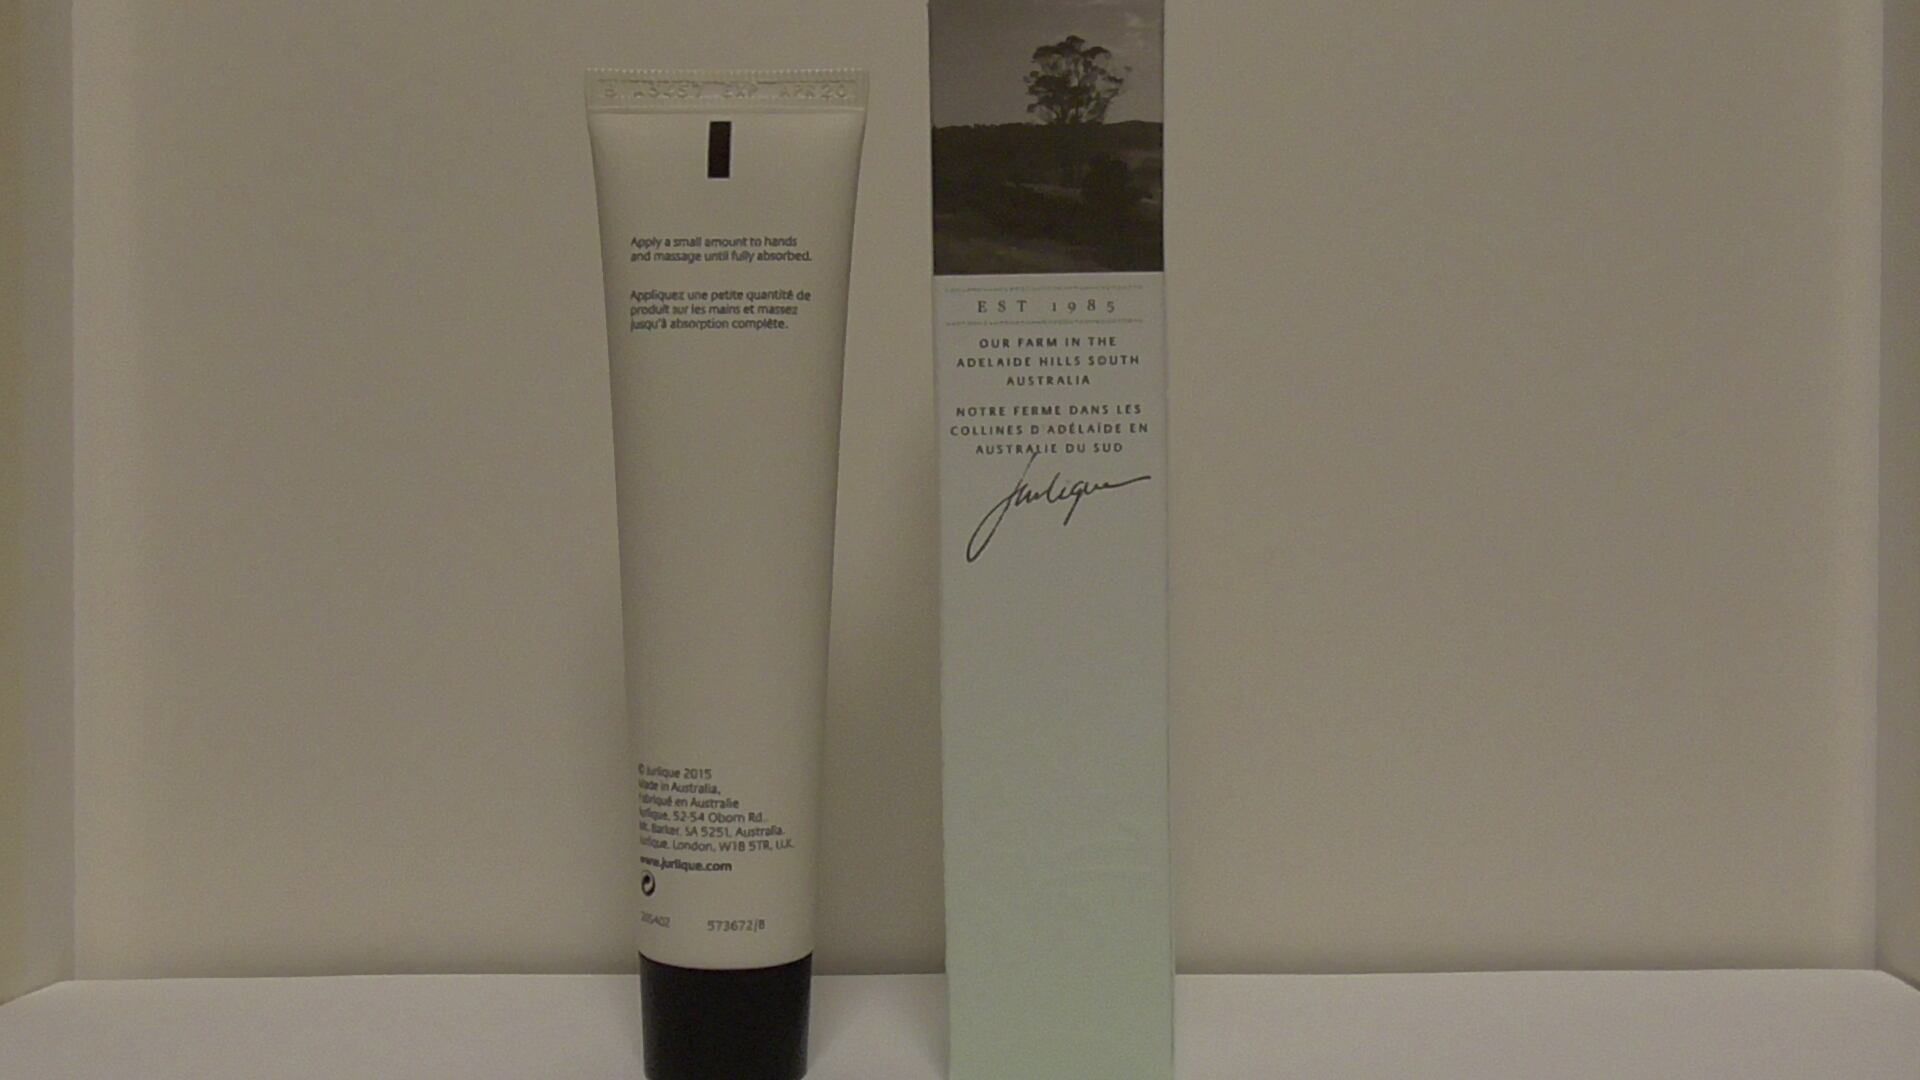 EXP APR20
Apply a small amount to hands
and massage until fully absorbed.
Appliquez une petite quantité de
produit sur les mains et massez
jusqu'à absorption complète.
© Jurlique 2015
Made in Australia,
Fabriqué en Australie
Jurlique, 52-54 Oborn Rd.,
Mt. Barker, SA 5251, Australia.
Jurlique, London, W1B 5TR, U.K.
www.jurlique.com
573672/B
EST 1985
OUR FARM IN THE
ADELAIDE HILLS SOUTH
AUSTRALIA
NOTRE FERME DANS LES
COLLINES D'ADÉLAÏDE EN
AUSTRALIE DU SUD
Jurlique